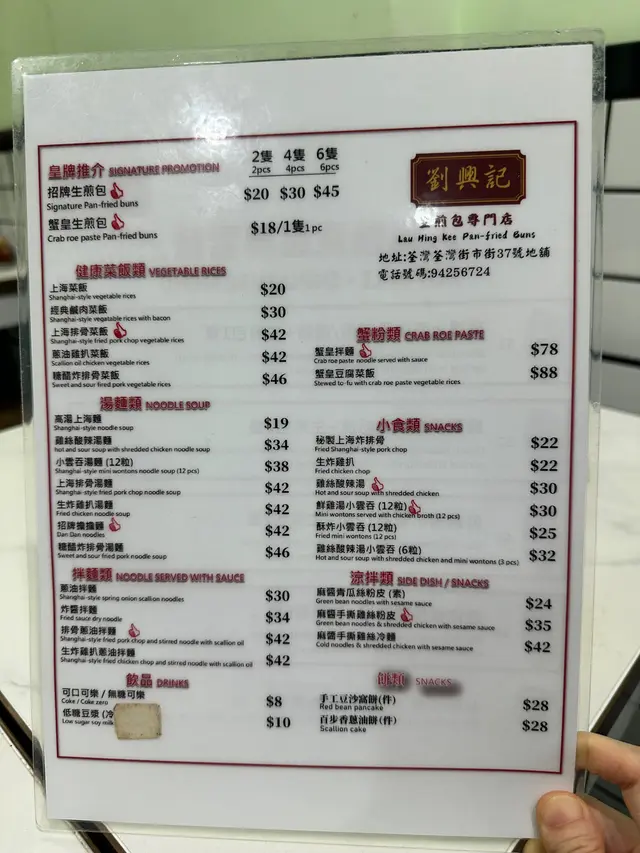 皇牌推介 SIGNATURE PROMOTION
2隻 4隻 6隻
2pcs 4pcs 6pcs
招牌生煎包 $20 $30 $45
Signature Pan-fried buns
蟹皇生煎包 $18/1隻1pc
Crab roe paste Pan-fried buns
劉興記
生煎包專門店
Lau Hing Kee Pan-fried Buns
地址:荃灣荃灣街市街37號地舖
電話號碼:94256724
健康菜飯類 VEGETABLE RICES
上海菜飯 $20
Shanghai-style vegetable rices
經典鹹肉菜飯 $30
Shanghai-style vegetable rices with bacon
上海排骨菜飯 $42
Shanghai-style fried pork chop vegetable rices
蔥油雞扒菜飯 $42
Scallion oil chicken vegetable rices
糖醋炸排骨菜飯 $46
Sweet and sour fired pork vegetable rices
湯麵類 NOODLE SOUP
高湯上海麵 $19
Shanghai-style noodle soup
雞絲酸辣湯麵 $34
hot and sour soup with shredded chicken noodle soup
小雲吞湯麵 (12粒) $38
Shanghai-style mini wontons noodle soup (12 pcs)
上海排骨湯麵 $42
Shanghai-style fried pork chop noodle soup
生炸雞扒湯麵 $42
Fried chicken noodle soup
招牌擔擔麵 $42
Dan Dan noodles
糖醋炸排骨湯麵 $46
Sweet and sour fried pork noodle soup
拌麵類 NOODLE SERVED WITH SAUCE
蔥油拌麵 $30
Shanghai-style spring onion scallion noodles
炸醬拌麵 $34
Fried sauce dry noodle
排骨蔥油拌麵 $42
Shanghai-style fried pork chop and stirred noodle with scallion oil
生炸雞扒蔥油拌麵 $42
Shanghai-style fried chicken chop and stirred noodle with scallion oil
飲品 DRINKS
可口可樂 / 無糖可樂 $8
Coke / Coke zero
低糖豆漿 (冷 $10
Low sugar soy milk
蟹粉類 CRAB ROE PASTE
蟹皇拌麵 $78
Crab roe paste noodle served with sauce
蟹皇豆腐菜飯 $88
Stewed to-fu with crab roe paste vegetable rices
小食類 SNACKS
秘製上海炸排骨 $22
Fried Shanghai-style pork chop
生炸雞扒 $22
Fried chicken chop
雞絲酸辣湯 $30
Hot and sour soup with shredded chicken
鮮雞湯小雲吞 (12粒) $30
Mini wontons served with chicken broth (12 pcs)
酥炸小雲吞 (12粒) $25
Fried mini wontons (12 pcs)
雞絲酸辣湯小雲吞 (6粒) $32
Hot and sour soup with shredded chicken and mini wontons (3 pcs)
涼拌類 SIDE DISH / SNACKS
麻醬青瓜絲粉皮 (素) $24
Green bean noodles with sesame sauce
麻醬手撕雞絲粉皮 $35
Green bean noodles & shredded chicken with sesame sauce
麻醬手撕雞絲冷麵 $42
Cold noodles & shredded chicken with sesame sauce
餅類 SNACKS
手工豆沙窩餅(件) $28
Red bean pancake
百步香蔥油餅(件) $28
Scallion cake